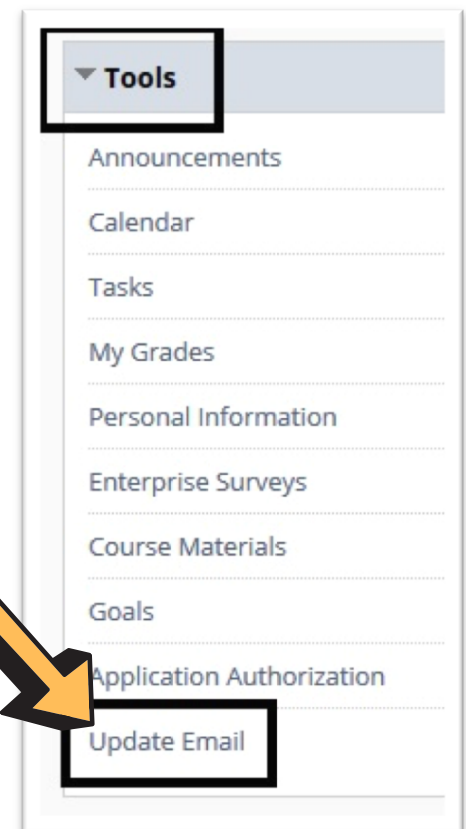 Tools
Announcements
Calendar
Tasks
My Grades
Personal Information
Enterprise Surveys
Course Materials
Goals
Application Authorization
Update Email